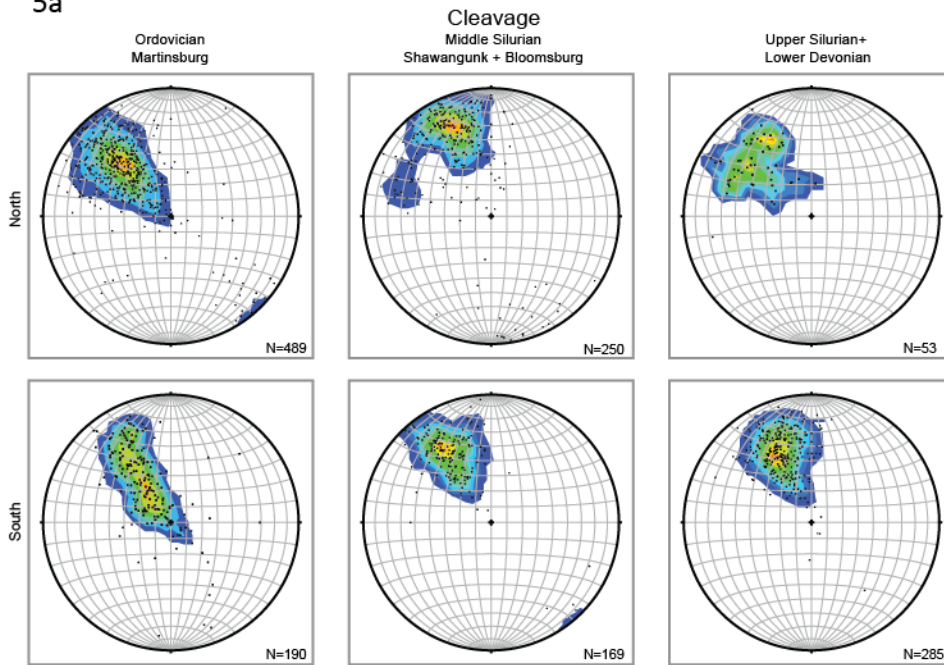 5a
Cleavage
Ordovician
Martinsburg
Middle Silurian
Shawangunk + Bloomsburg
Upper Silurian+
Lower Devonian
North
N=489
N=250
N=53
South
N=190
N=169
N=285